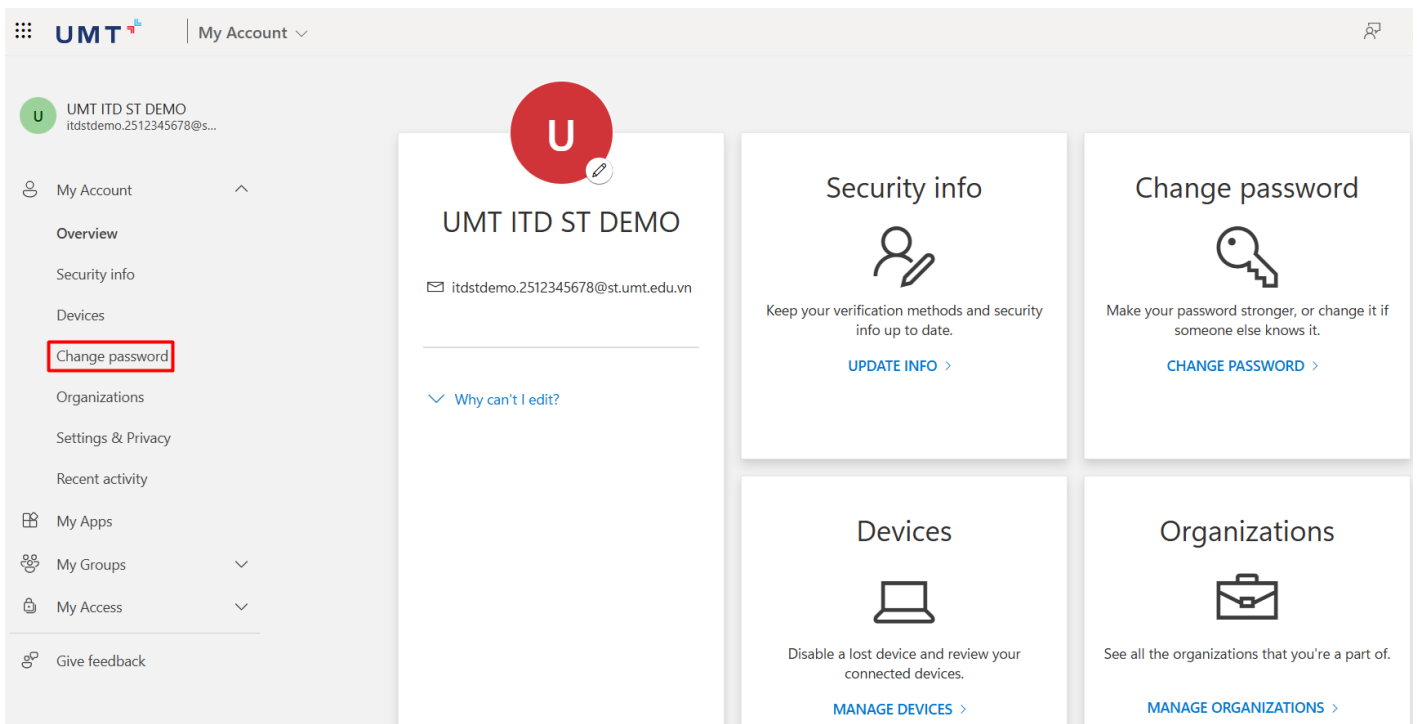 UMT
My Account
UMT ITD ST DEMO
itdstdemo.2512345678@s...
U
My Account
Overview
Security info
Devices
Change password
Organizations
Settings & Privacy
Recent activity
My Apps
My Groups
My Access
Give feedback
U
UMT ITD ST DEMO
itdstdemo.2512345678@st.umt.edu.vn
Why can't I edit?
Security info
Keep your verification methods and security
info up to date.
UPDATE INFO
Change password
Make your password stronger, or change it if
someone else knows it.
CHANGE PASSWORD
Devices
Disable a lost device and review your
connected devices.
MANAGE DEVICES
Organizations
See all the organizations that you're a part of.
MANAGE ORGANIZATIONS